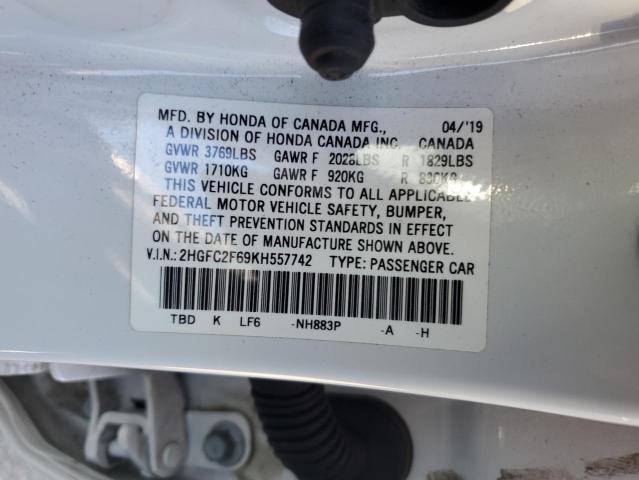 MFD. BY HONDA OF CANADA MFG., 04/'19
A DIVISION OF HONDA CANADA INC. CANADA
GVWR 3769LBS GAWR F 2028LBS R 1829LBS
GVWR 1710KG GAWR F 920KG R 830KG
THIS VEHICLE CONFORMS TO ALL APPLICABLE
FEDERAL MOTOR VEHICLE SAFETY, BUMPER,
AND THEFT PREVENTION STANDARDS IN EFFECT
ON THE DATE OF MANUFACTURE SHOWN ABOVE.
V.I.N.: 2HGFC2F69KH557742 TYPE: PASSENGER CAR
TBD K LF6 -NH883P -A -H